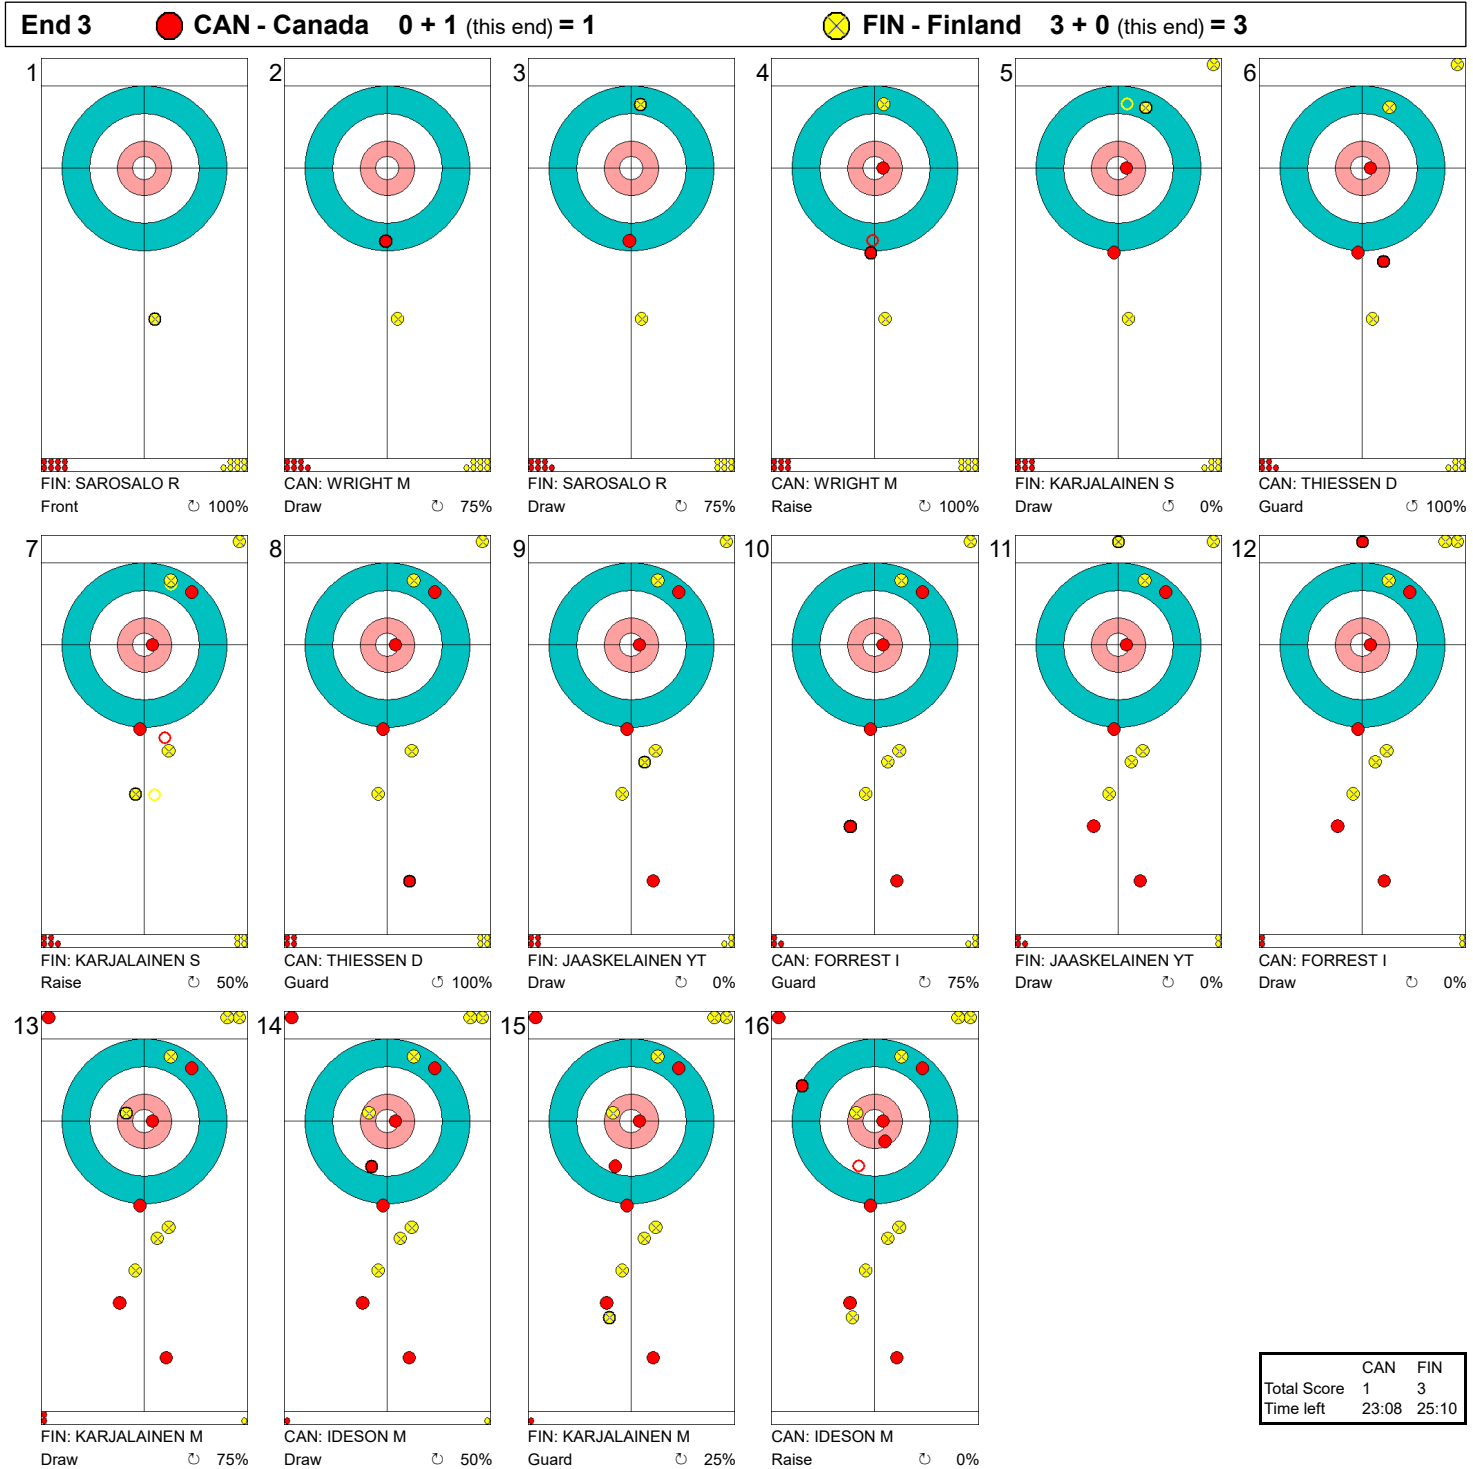 End 3 CAN - Canada 0 + 1 (this end) = 1 FIN - Finland 3 + 0 (this end) = 3
1 2 3 4 5 6
FIN: SAROSALO R CAN: WRIGHT M FIN: SAROSALO R CAN: WRIGHT M FIN: KARJALAINEN S CAN: THIESSEN D
Front ↻ 100% Draw ↻ 75% Draw ↻ 75% Raise ↻ 100% Draw ↺ 0% Guard ↺ 100%
7 8 9 10 11 12
FIN: KARJALAINEN S CAN: THIESSEN D FIN: JAASKELAINEN YT CAN: FORREST I FIN: JAASKELAINEN YT CAN: FORREST I
Raise ↻ 50% Guard ↺ 100% Draw ↻ 0% Guard ↻ 75% Draw ↻ 0% Draw ↻ 0%
13 14 15 16
FIN: KARJALAINEN M CAN: IDESON M FIN: KARJALAINEN M CAN: IDESON M
Draw ↻ 75% Draw ↻ 50% Guard ↻ 25% Raise ↻ 0%
CAN FIN
Total Score 1 3
Time left 23:08 25:10